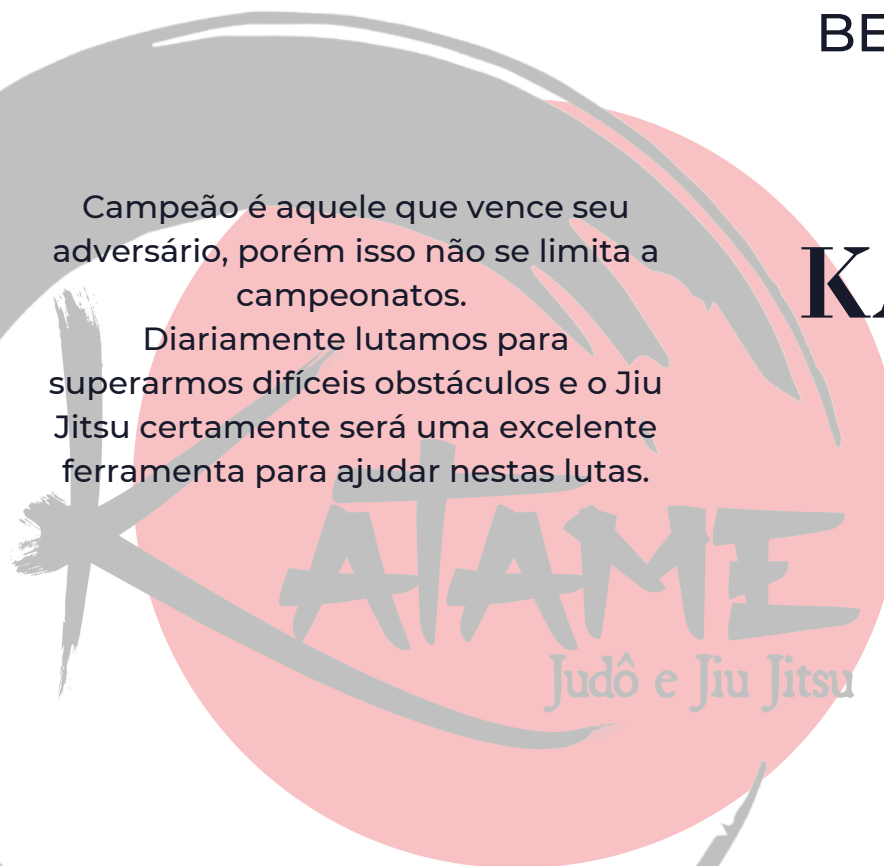 BE
Campeão é aquele que vence seu
adversário, porém isso não se limita a
campeonatos.
Diariamente lutamos para
superarmos difíceis obstáculos e o Jiu
Jitsu certamente será uma excelente
ferramenta para ajudar nestas lutas.
KA
KATAME
Judô e Jiu Jitsu